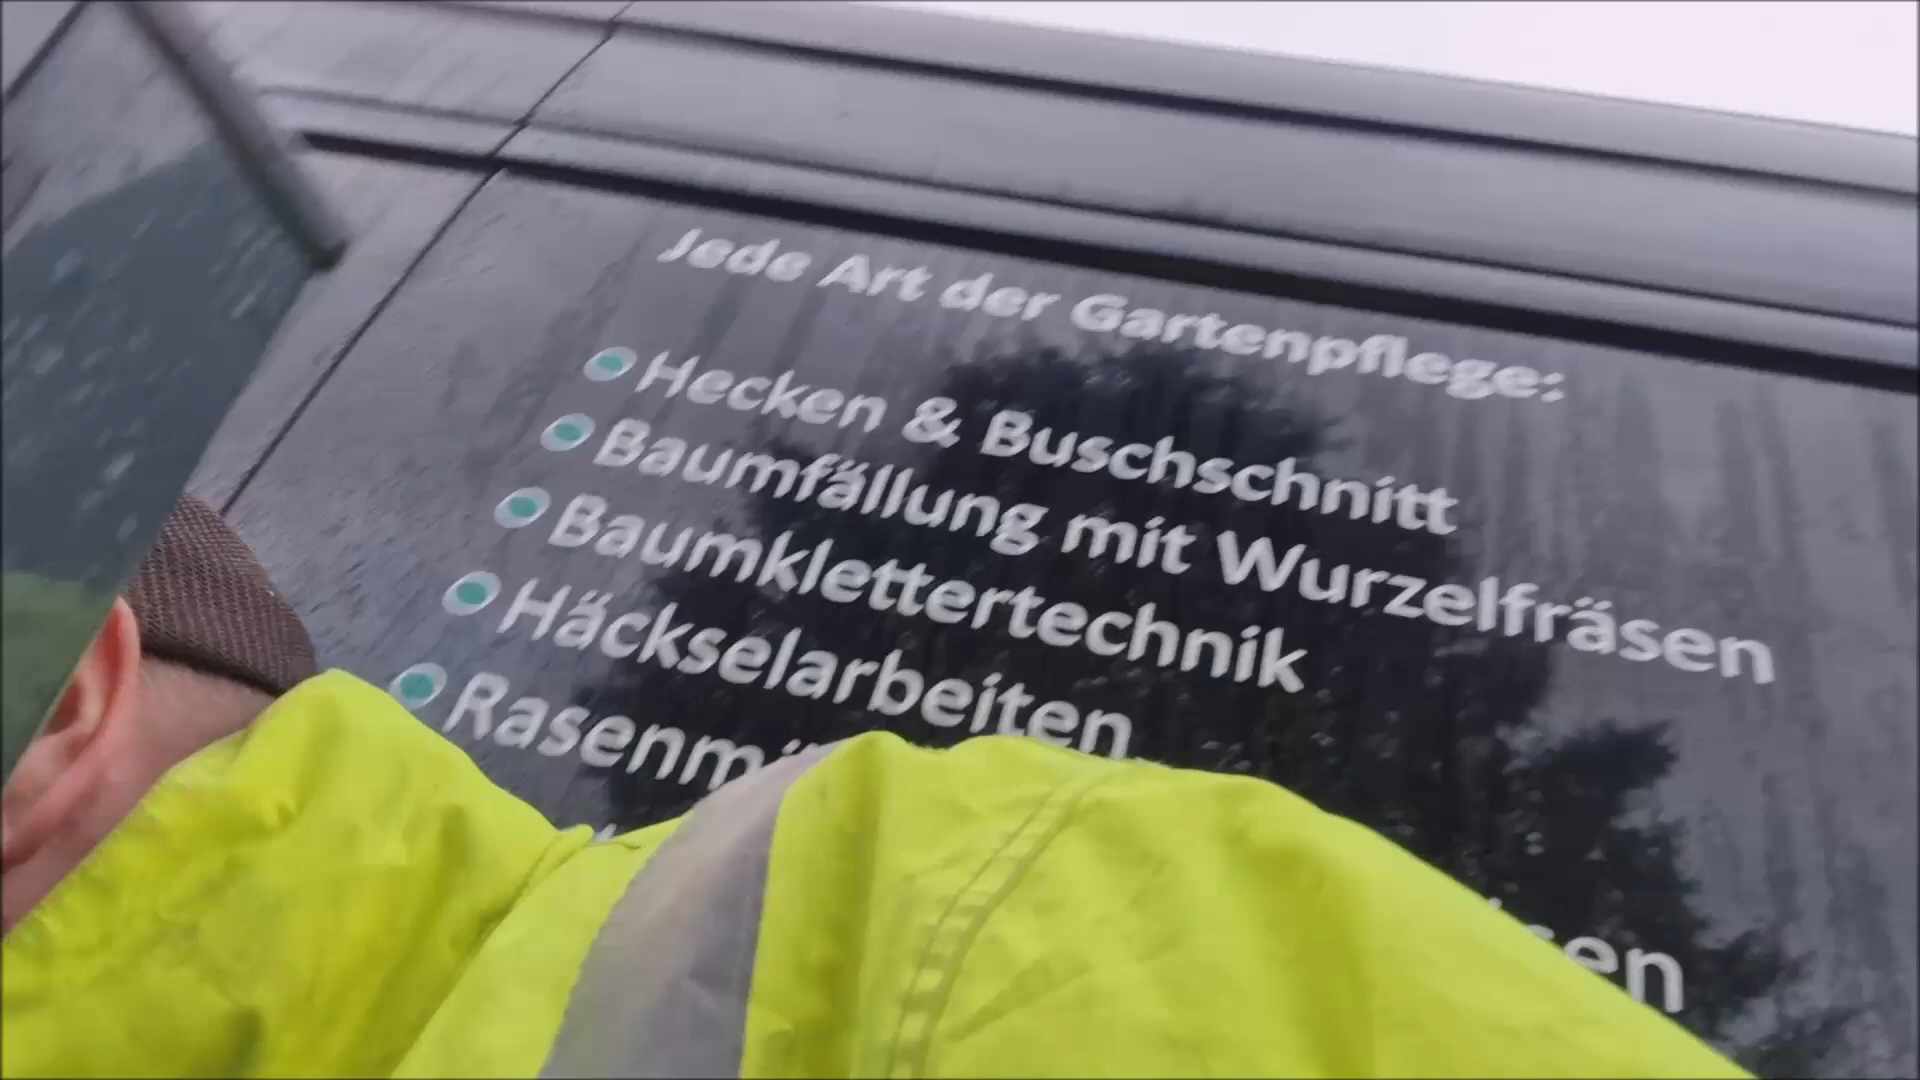 Jede Art der Gartenpflege:
Hecken & Buschschnitt
Baumfällung mit Wurzelfräsen
Baumklettertechnik
Häckselarbeiten